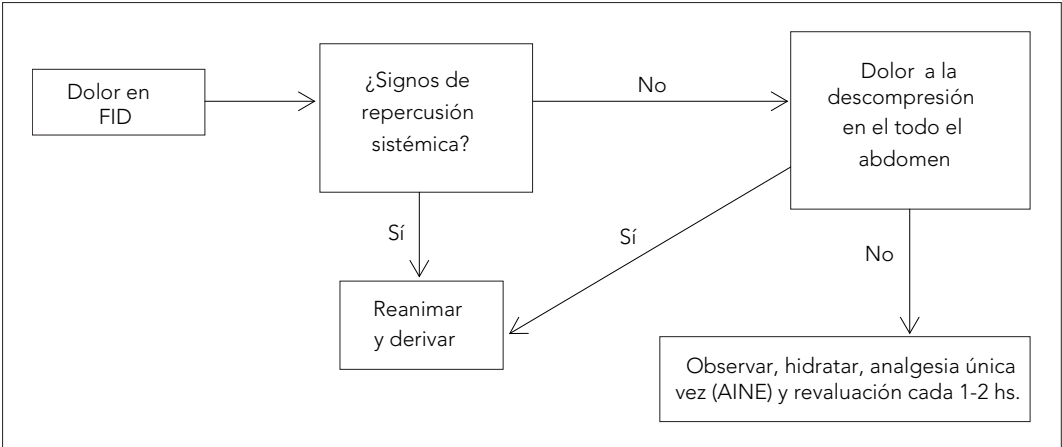 Dolor en
FID
¿Signos de
repercusión
sistémica?
No
Dolor a la
descompresión
en el todo el
abdomen
Sí
Sí
No
Reanimar
y derivar
Observar, hidratar, analgesia única
vez (AINE) y revaluación cada 1-2 hs.